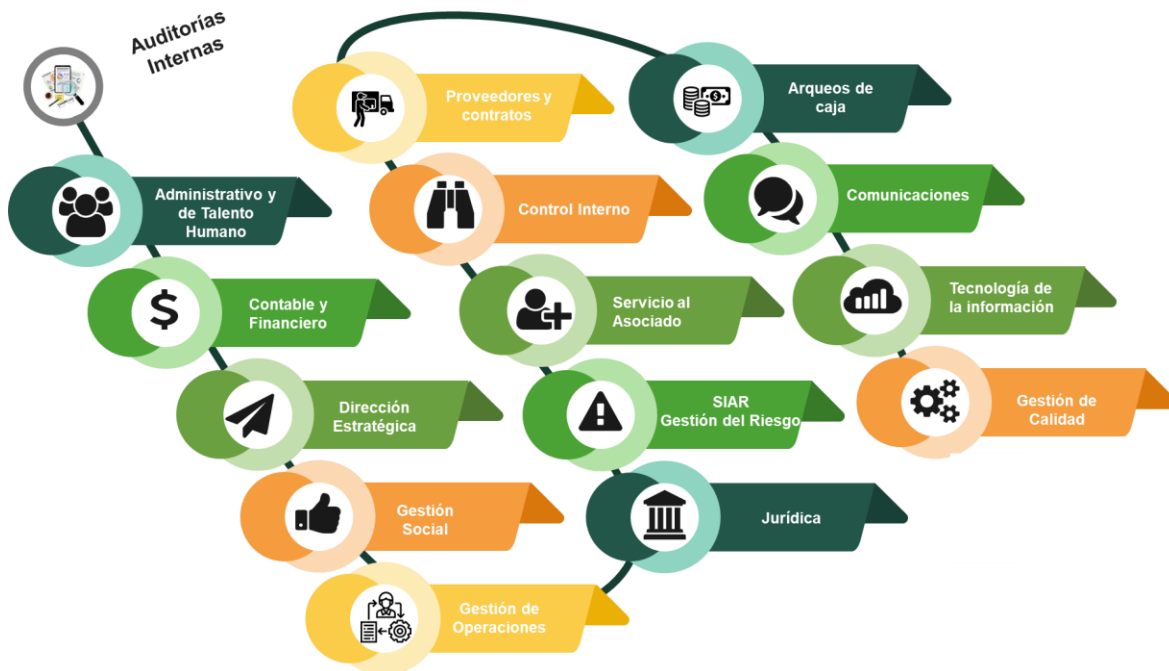 Auditorías
Internas
Administrativo y
de Talento
Humano
Contable y
Financiero
Dirección
Estratégica
Gestión
Social
Gestión de
Operaciones
Jurídica
SIAR
Gestión del Riesgo
Servicio al
Asociado
Control Interno
Proveedores y
contratos
Arqueos de
caja
Comunicaciones
Tecnología de
la información
Gestión de
Calidad